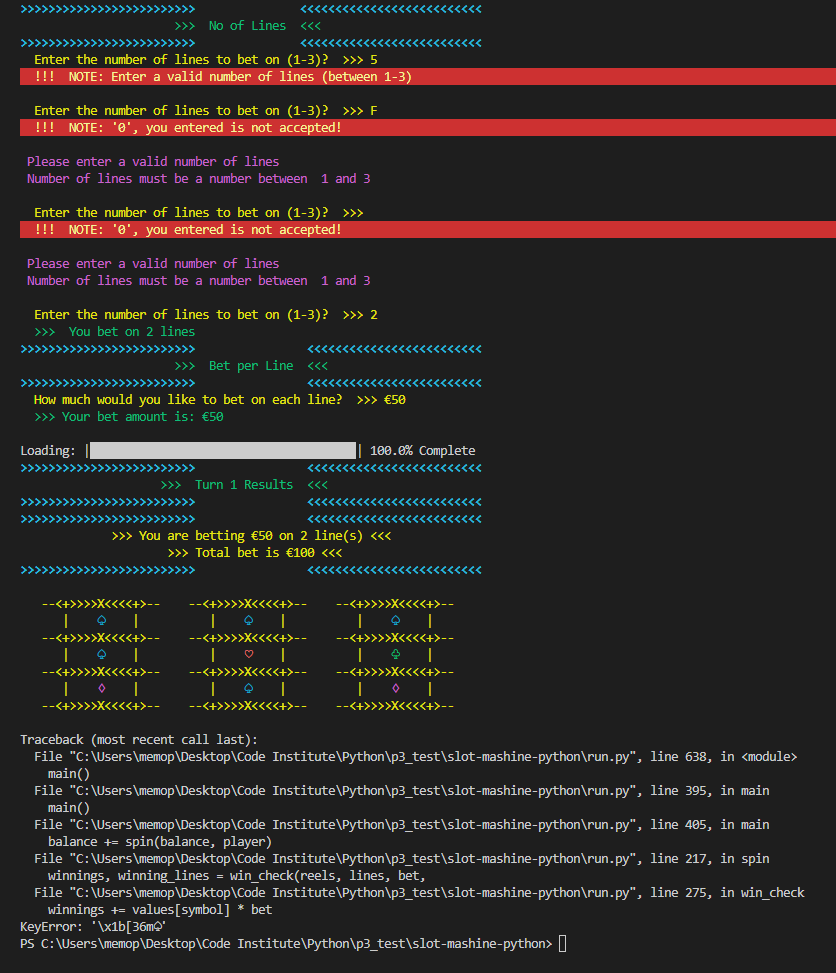 >>>>>>>>>>>>>>>>>>>>>>>>> <<<<<<<<<<<<<<<<<<<<<<<<<<
>>> No of Lines <<<
>>>>>>>>>>>>>>>>>>>>>>>>> <<<<<<<<<<<<<<<<<<<<<<<<<<
Enter the number of lines to bet on (1-3)? >>> 5
!!! NOTE: Enter a valid number of lines (between 1-3)
Enter the number of lines to bet on (1-3)? >>> F
!!! NOTE: '0', you entered is not accepted!
Please enter a valid number of lines
Number of lines must be a number between 1 and 3
Enter the number of lines to bet on (1-3)? >>>
!!! NOTE: '0', you entered is not accepted!
Please enter a valid number of lines
Number of lines must be a number between 1 and 3
Enter the number of lines to bet on (1-3)? >>> 2
>>> You bet on 2 lines
>>>>>>>>>>>>>>>>>>>>>>>>> <<<<<<<<<<<<<<<<<<<<<<<<<
>>> Bet per Line <<<
>>>>>>>>>>>>>>>>>>>>>>>>> <<<<<<<<<<<<<<<<<<<<<<<<<
How much would you like to bet on each line? >>> €50
>>> Your bet amount is: €50
Loading: | | 100.0% Complete
>>>>>>>>>>>>>>>>>>>>>>>>> <<<<<<<<<<<<<<<<<<<<<<<<<
>>> Turn 1 Results <<<
>>>>>>>>>>>>>>>>>>>>>>>>> <<<<<<<<<<<<<<<<<<<<<<<<<
>>>>>>>>>>>>>>>>>>>>>>>>> <<<<<<<<<<<<<<<<<<<<<<<<<
>>> You are betting €50 on 2 line(s) <<<
>>> Total bet is €100 <<<
>>>>>>>>>>>>>>>>>>>>>>>>> <<<<<<<<<<<<<<<<<<<<<<<<<
--<+>>>>X<<<<+>-- --<+>>>>X<<<<+>-- --<+>>>>X<<<<+>--
| ♤ | | ♤ | | ♤ |
--<+>>>>X<<<<+>-- --<+>>>>X<<<<+>-- --<+>>>>X<<<<+>--
| ♤ | | ♡ | | ♧ |
--<+>>>>X<<<<+>-- --<+>>>>X<<<<+>-- --<+>>>>X<<<<+>--
| ♢ | | ♤ | | ♢ |
--<+>>>>X<<<<+>-- --<+>>>>X<<<<+>-- --<+>>>>X<<<<+>--
Traceback (most recent call last):
File "C:\Users\memop\Desktop\Code Institute\Python\p3_test\slot-mashine-python\run.py", line 638, in <module>
main()
File "C:\Users\memop\Desktop\Code Institute\Python\p3_test\slot-mashine-python\run.py", line 395, in main
main()
File "C:\Users\memop\Desktop\Code Institute\Python\p3_test\slot-mashine-python\run.py", line 405, in main
balance += spin(balance, player)
File "C:\Users\memop\Desktop\Code Institute\Python\p3_test\slot-mashine-python\run.py", line 217, in spin
winnings, winning_lines = win_check(reels, lines, bet,
File "C:\Users\memop\Desktop\Code Institute\Python\p3_test\slot-mashine-python\run.py", line 275, in win_check
winnings += values[symbol] * bet
KeyError: '\x1b[36m♤'
PS C:\Users\memop\Desktop\Code Institute\Python\p3_test\slot-mashine-python>